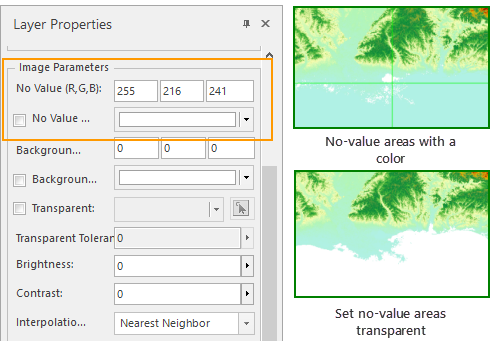 Layer Properties
Image Parameters
No Value (R,G,B): 255 216 241
No Value ...
Backgroun... 0 0 0
Backgroun...
Transparent:
Transparent Toleran 0
Brightness: 0
Contrast: 0
Interpolatio... Nearest Neighbor
No-value areas with a
color
Set no-value areas
transparent